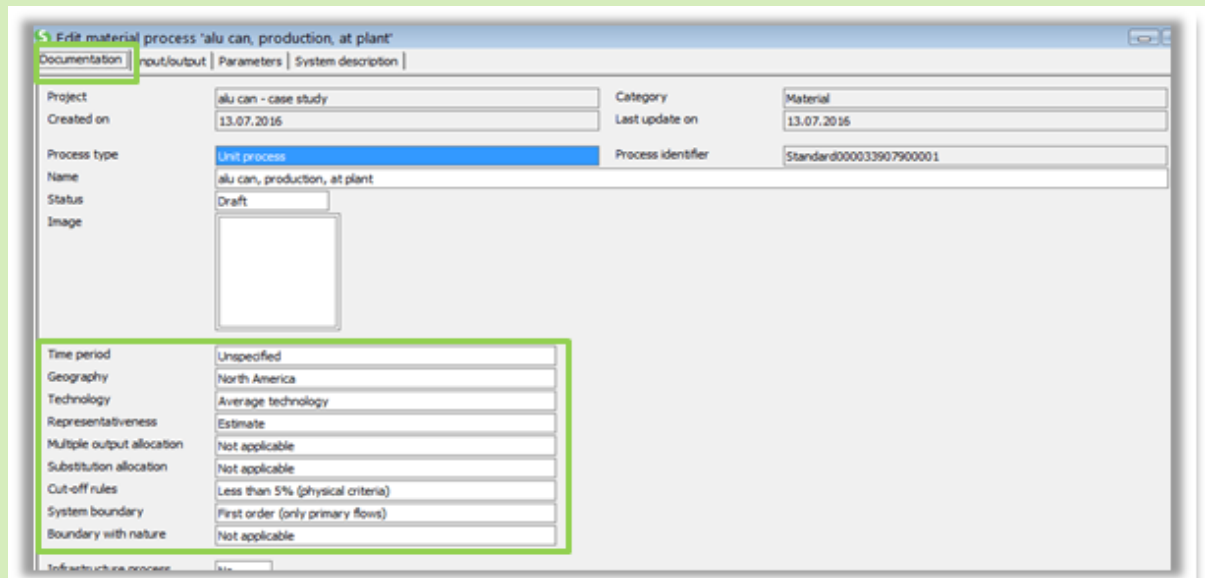 Edit material process 'alu can, production, at plant'
Documentation Input/output Parameters System description
Project alu can - case study Category Material
Created on 13.07.2016 Last update on 13.07.2016
Process type Unit process Process identifier Standard000033907900001
Name alu can, production, at plant
Status Draft
Image
Time period Unspecified
Geography North America
Technology Average technology
Representativeness Estimate
Multiple output allocation Not applicable
Substitution allocation Not applicable
Cut-off rules Less than 5% (physical criteria)
System boundary First order (only primary flows)
Boundary with nature Not applicable
Infrastructure process No